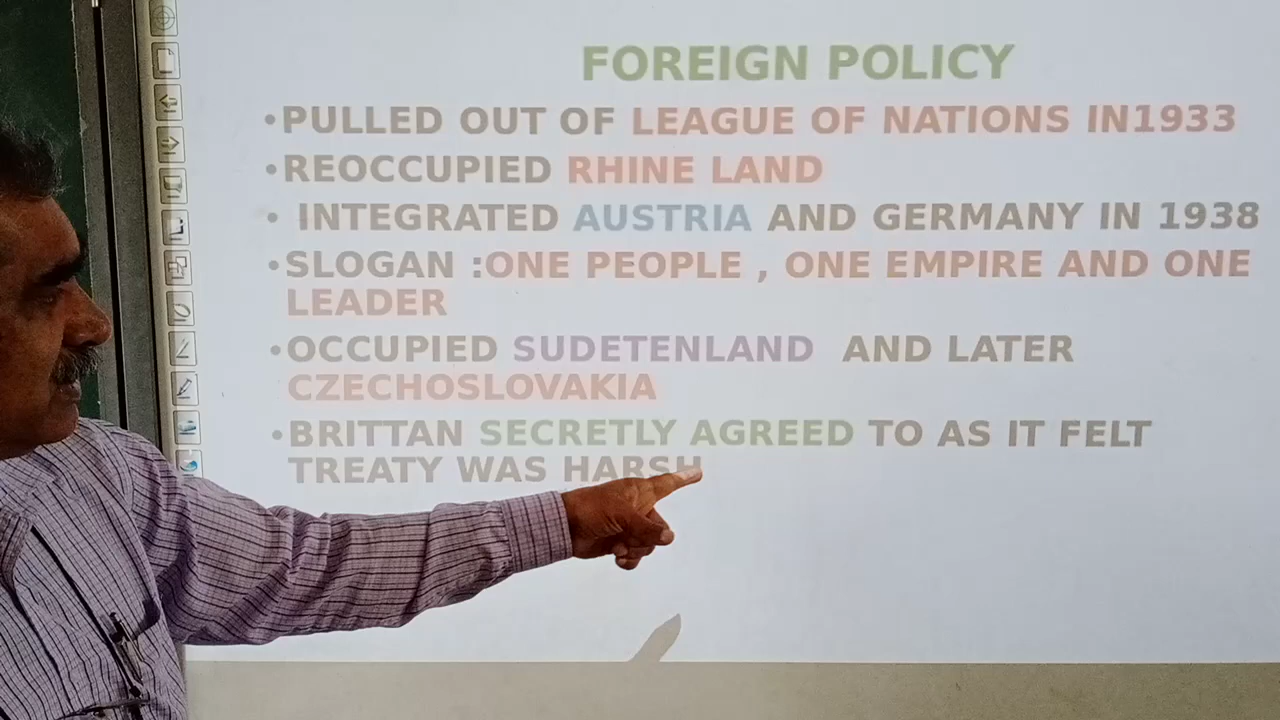 FOREIGN POLICY
•PULLED OUT OF LEAGUE OF NATIONS IN1933
•REOCCUPIED RHINE LAND
• INTEGRATED AUSTRIA AND GERMANY IN 1938
•SLOGAN :ONE PEOPLE , ONE EMPIRE AND ONE
LEADER
•OCCUPIED SUDETENLAND AND LATER
CZECHOSLOVAKIA
•BRITTAN SECRETLY AGREED TO AS IT FELT
TREATY WAS HARSH